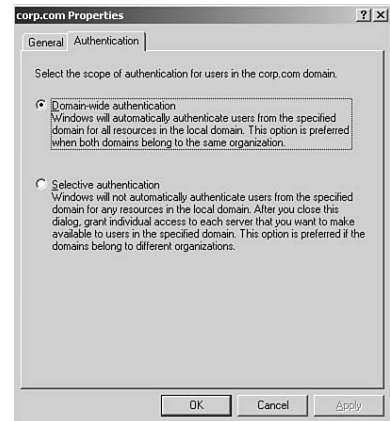 corp.com Properties
General
Authentication
Select the scope of authentication for users in the corp.com domain.
Domain-wide authentication
Windows will automatically authenticate users from the specified
domain for all resources in the local domain. This option is preferred
when both domains belong to the same organization.
Selective authentication
Windows will not automatically authenticate users from the specified
domain for any resources in the local domain. After you close this
dialog, grant individual access to each server that you want to make
available to users in the specified domain. This option is preferred if the
domains belong to different organizations.
OK
Cancel
Apply